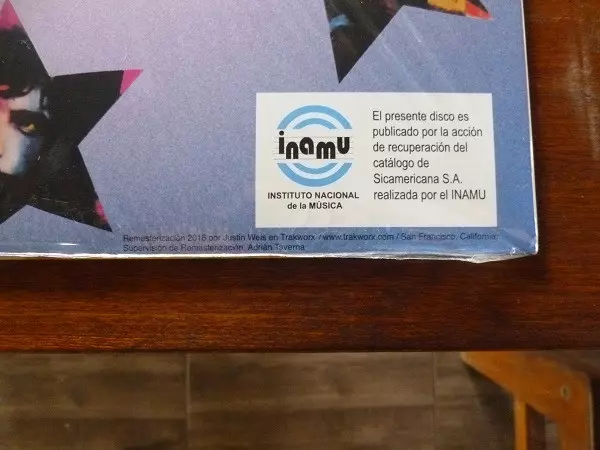 inamu
INSTITUTO NACIONAL
de la MÚSICA
El presente disco es
publicado por la acción
de recuperación del
catálogo de
Sicamericana S.A.
realizada por el INAMU
Remasterización 2016 por Justin Weis en Trakworx / www.trakworx.com / San Francisco, California
Supervisión de Remasterización: Adrián Taverna